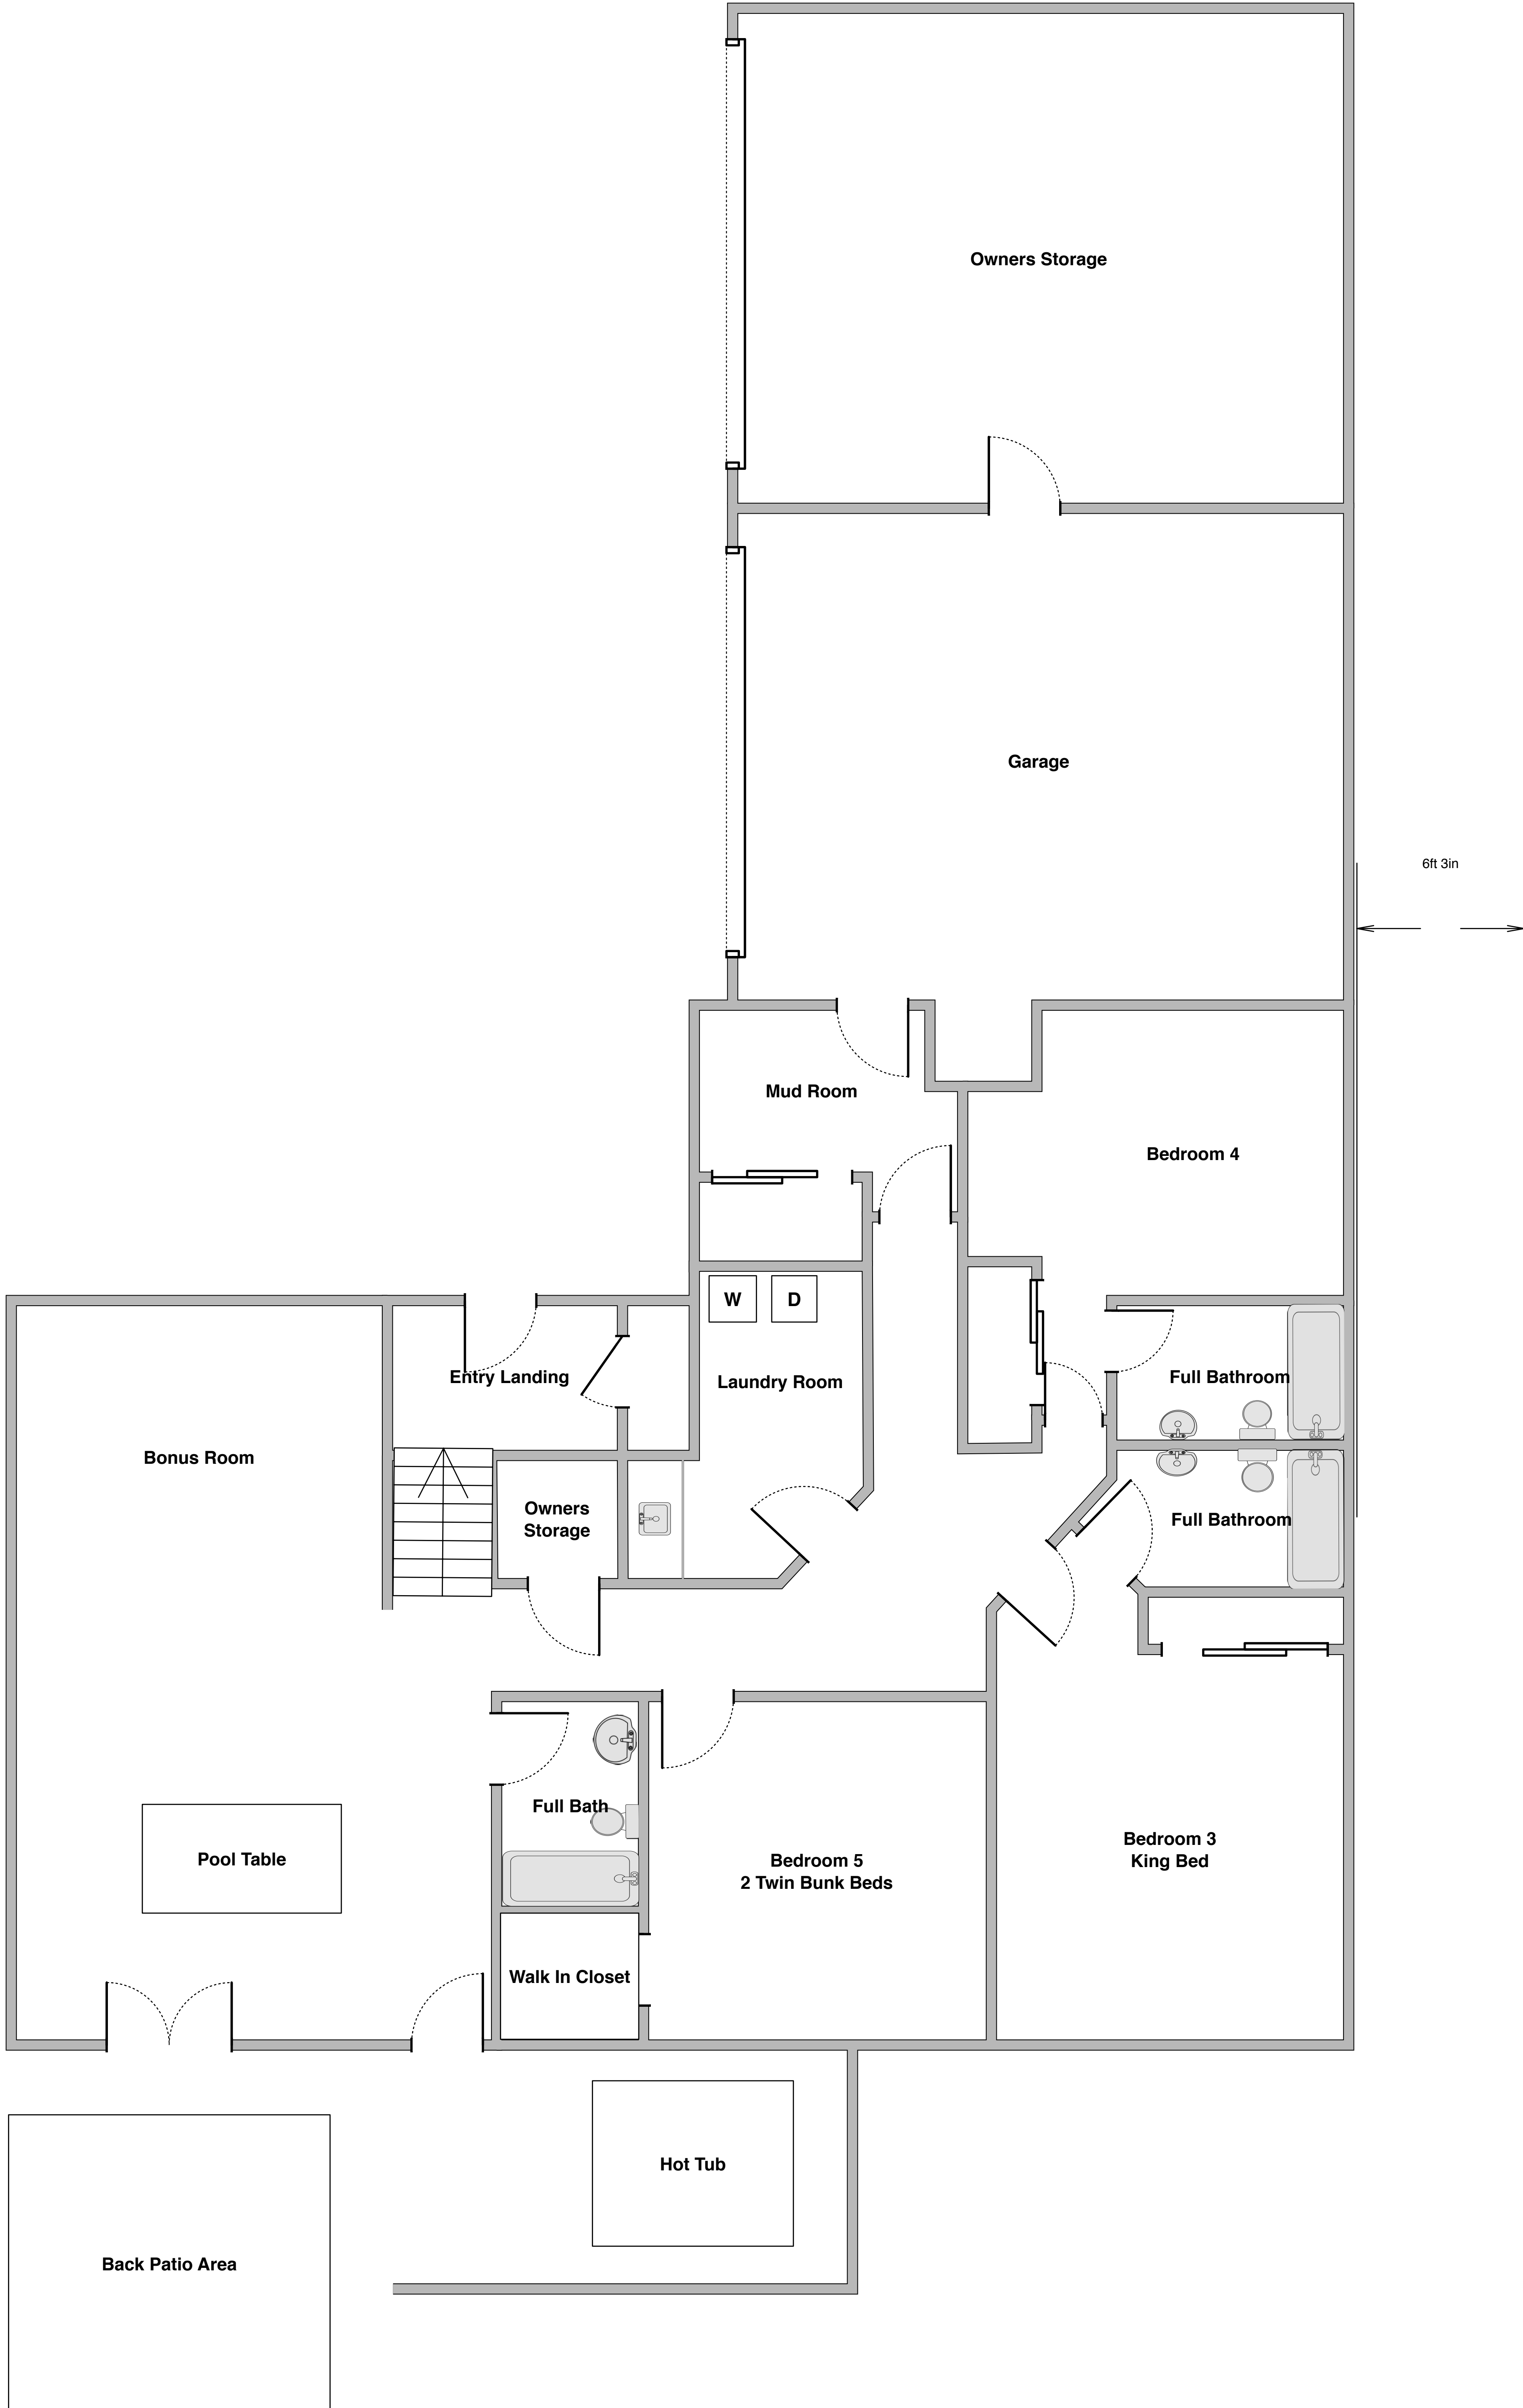 Owners Storage
Garage
6ft 3in
Mud Room
Bedroom 4
W
D
Entry Landing
Laundry Room
Full Bathroom
Bonus Room
Owners
Storage
Full Bathroom
Full Bath
Pool Table
Bedroom 5
2 Twin Bunk Beds
Bedroom 3
King Bed
Walk In Closet
Hot Tub
Back Patio Area